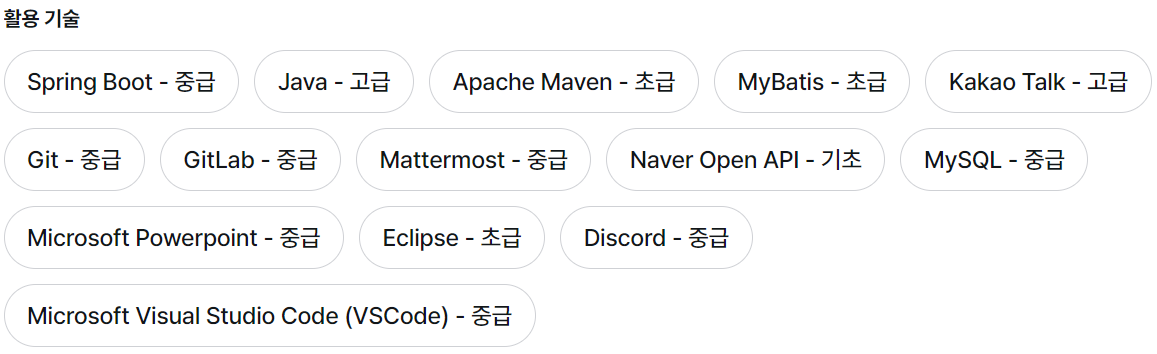 활용 기술
Spring Boot - 중급 Java - 고급 Apache Maven - 초급 MyBatis - 초급 Kakao Talk - 고급
Git - 중급 GitLab - 중급 Mattermost - 중급 Naver Open API - 기초 MySQL - 중급
Microsoft Powerpoint - 중급 Eclipse - 초급 Discord - 중급
Microsoft Visual Studio Code (VSCode) - 중급